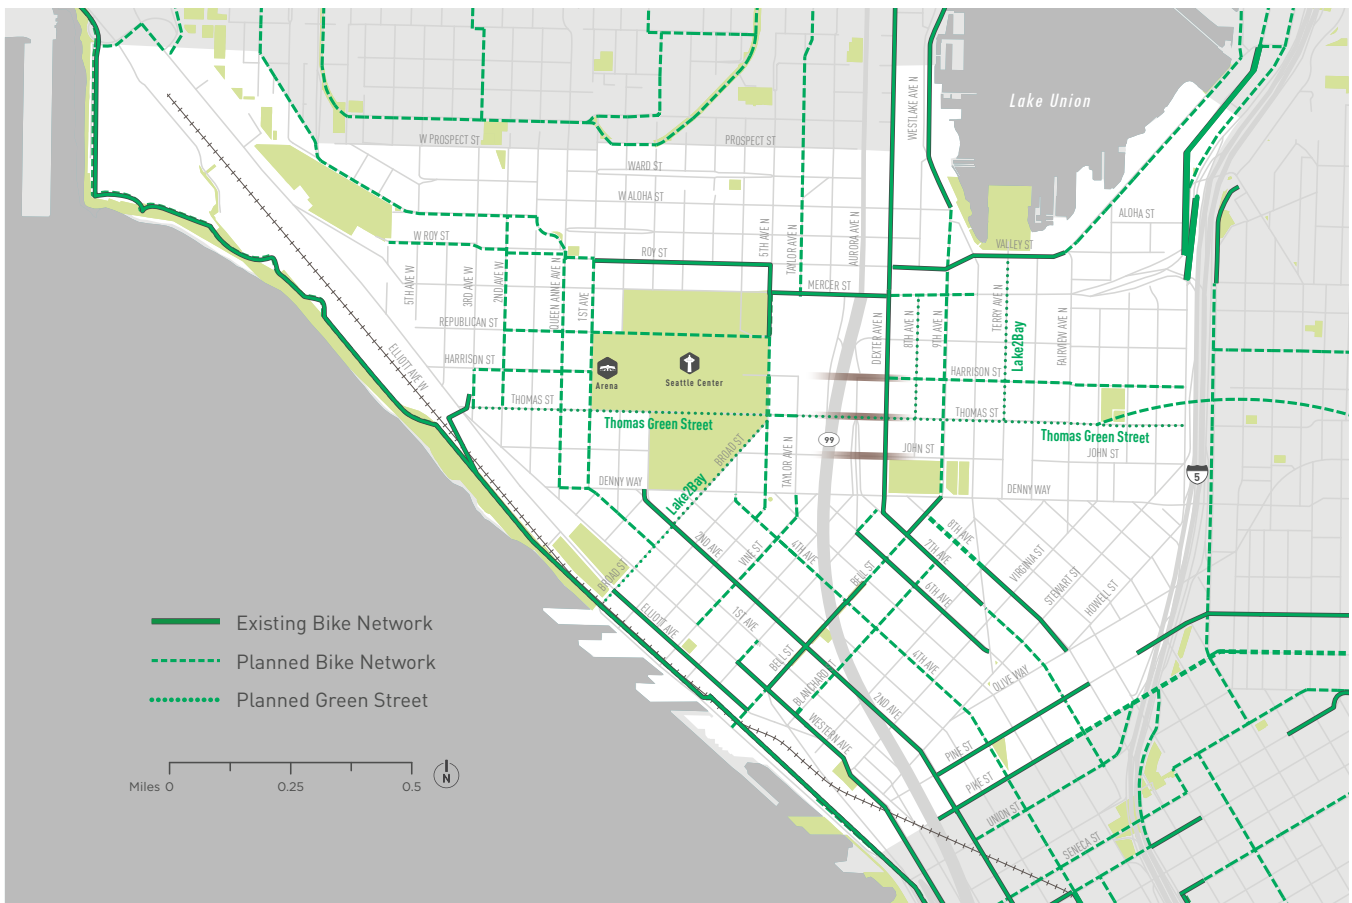 Lake Union
WESTLAKE AVE N
W PROSPECT ST
PROSPECT ST
WARD ST
W ALOHA ST
ALOHA ST
W ROY ST
ROY ST
VALLEY ST
5TH AVE N
TAYLOR AVE N
AURORA AVE N
5TH AVE W
3RD AVE W
2ND AVE W
QUEEN ANNE AVE N
1ST AVE
MERCER ST
REPUBLICAN ST
DEXTER AVE N
8TH AVE N
9TH AVE N
TERRY AVE N
Lake2Bay
FAIRVIEW AVE N
ELLIOTT AVE W
HARRISON ST
HARRISON ST
Arena
Seattle Center
THOMAS ST
THOMAS ST
Thomas Green Street
Thomas Green Street
BROAD ST
TAYLOR AVE N
99
JOHN ST
JOHN ST
5
DENNY WAY
DENNY WAY
Lake2Bay
2ND AVE
VINE ST
4TH AVE
8TH AVE
7TH AVE
6TH AVE
BELL ST
VIRGINIA ST
STEWART ST
HOWELL ST
BROAD ST
ELLIOTT AVE
1ST AVE
BELL ST
BLANCHARD ST
4TH AVE
OLIVE WAY
2ND AVE
WESTERN AVE
PINE ST
PIKE ST
UNION ST
SENECA ST
Existing Bike Network
Planned Bike Network
Planned Green Street
Miles 0 0.25 0.5
N